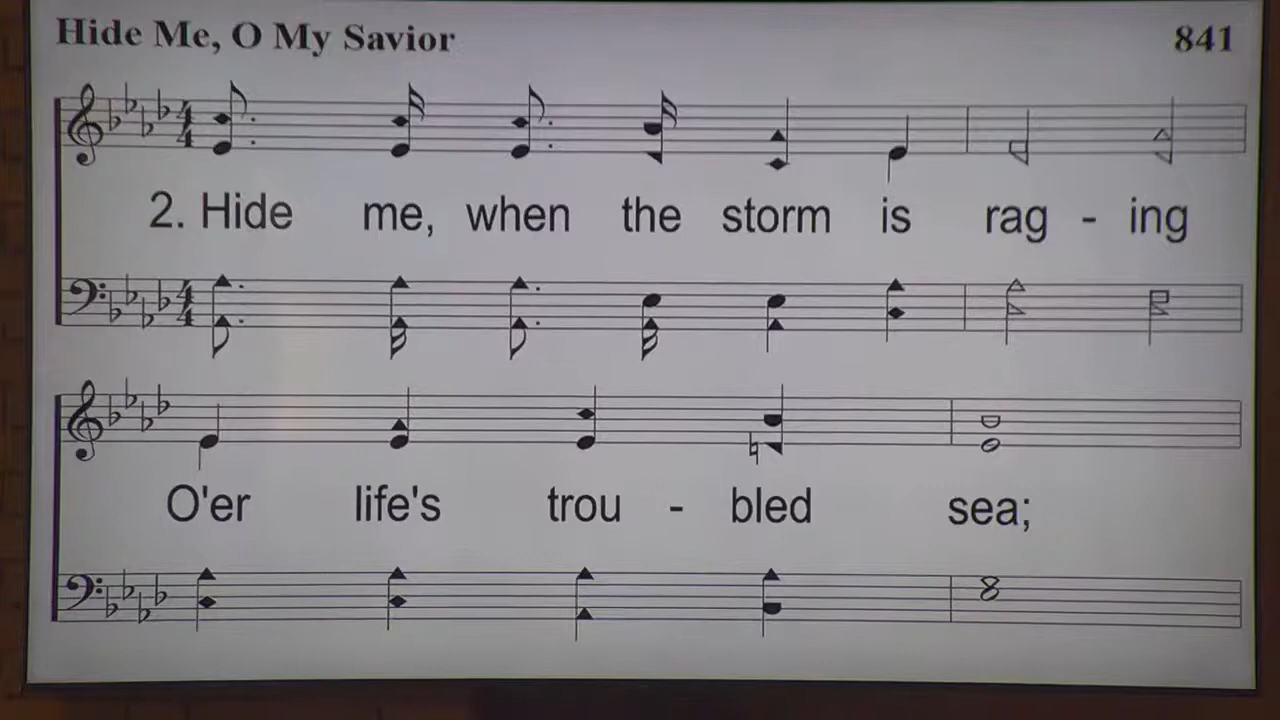 Hide Me, O My Savior 841
2. Hide me, when the storm is rag - ing
O'er life's trou - bled sea;